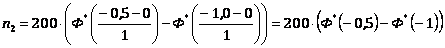 n₂ = 200 · (Φ*((−0,5−0)/1) − Φ*((−1,0−0)/1)) = 200 · (Φ*(−0,5) − Φ*(−1))